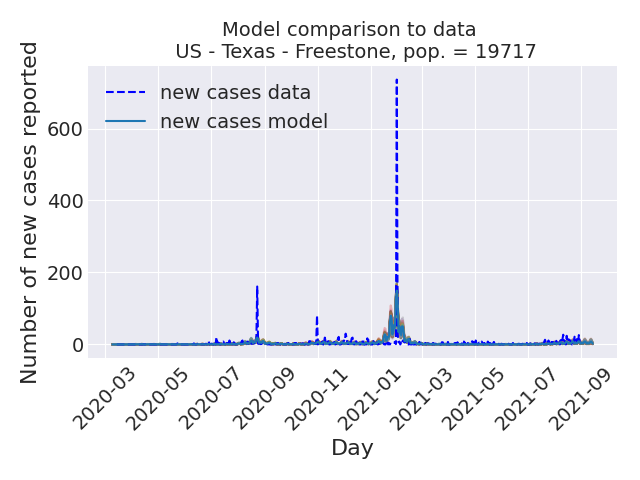 Model comparison to data
US - Texas - Freestone, pop. = 19717
Number of new cases reported
new cases data
new cases model
600
400
200
0
2020-03
2020-05
2020-07
2020-09
2020-11
2021-01
2021-03
2021-05
2021-07
2021-09
Day